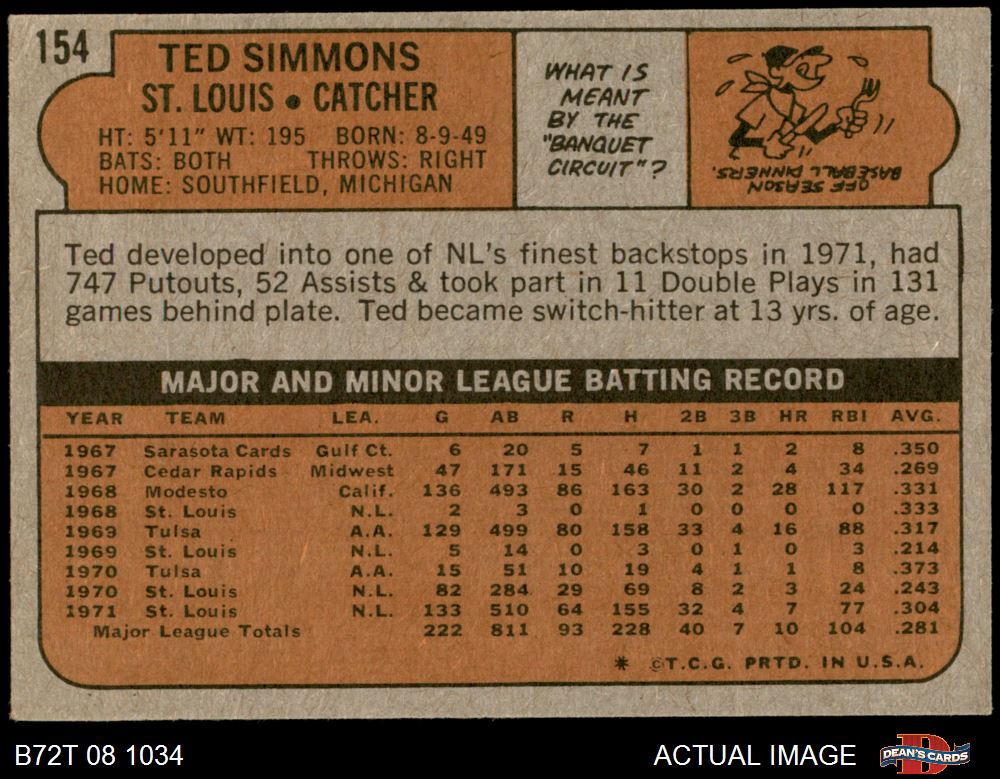 154
TED SIMMONS
ST. LOUIS • CATCHER
HT: 5'11" WT: 195 BORN: 8-9-49
BATS: BOTH THROWS: RIGHT
HOME: SOUTHFIELD, MICHIGAN
WHAT IS
MEANT
BY THE
"BANQUET
CIRCUIT"?
OFF SEASON
BASEBALL DINNERS.
Ted developed into one of NL's finest backstops in 1971, had
747 Putouts, 52 Assists & took part in 11 Double Plays in 131
games behind plate. Ted became switch-hitter at 13 yrs. of age.
MAJOR AND MINOR LEAGUE BATTING RECORD
YEAR TEAM LEA. G AB R H 2B 3B HR RBI AVG.
1967 Sarasota Cards Gulf Ct. 6 20 5 7 1 1 2 8 .350
1967 Cedar Rapids Midwest 47 171 15 46 11 2 4 34 .269
1968 Modesto Calif. 136 493 86 163 30 2 28 117 .331
1968 St. Louis N.L. 2 3 0 1 0 0 0 0 .333
1969 Tulsa A.A. 129 499 80 158 33 4 16 88 .317
1969 St. Louis N.L. 5 14 0 3 0 1 0 3 .214
1970 Tulsa A.A. 15 51 10 19 4 1 1 8 .373
1970 St. Louis N.L. 82 284 29 69 8 2 3 24 .243
1971 St. Louis N.L. 133 510 64 155 32 4 7 77 .304
Major League Totals 222 811 93 228 40 7 10 104 .281
* ©T.C.G. PRTD. IN U.S.A.
B72T 08 1034 ACTUAL IMAGE DEAN'S CARDS